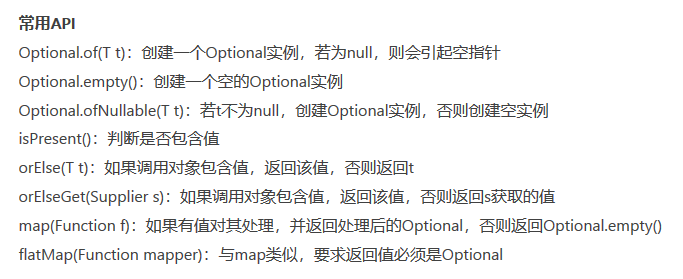 常用API
Optional.of(T t)：创建一个Optional实例，若为null，则会引起空指针
Optional.empty()：创建一个空的Optional实例
Optional.ofNullable(T t)：若t不为null，创建Optional实例，否则创建空实例
isPresent()：判断是否包含值
orElse(T t)：如果调用对象包含值，返回该值，否则返回t
orElseGet(Supplier s)：如果调用对象包含值，返回该值，否则返回s获取的值
map(Function f)：如果有值对其处理，并返回处理后的Optional，否则返回Optional.empty()
flatMap(Function mapper)：与map类似，要求返回值必须是Optional